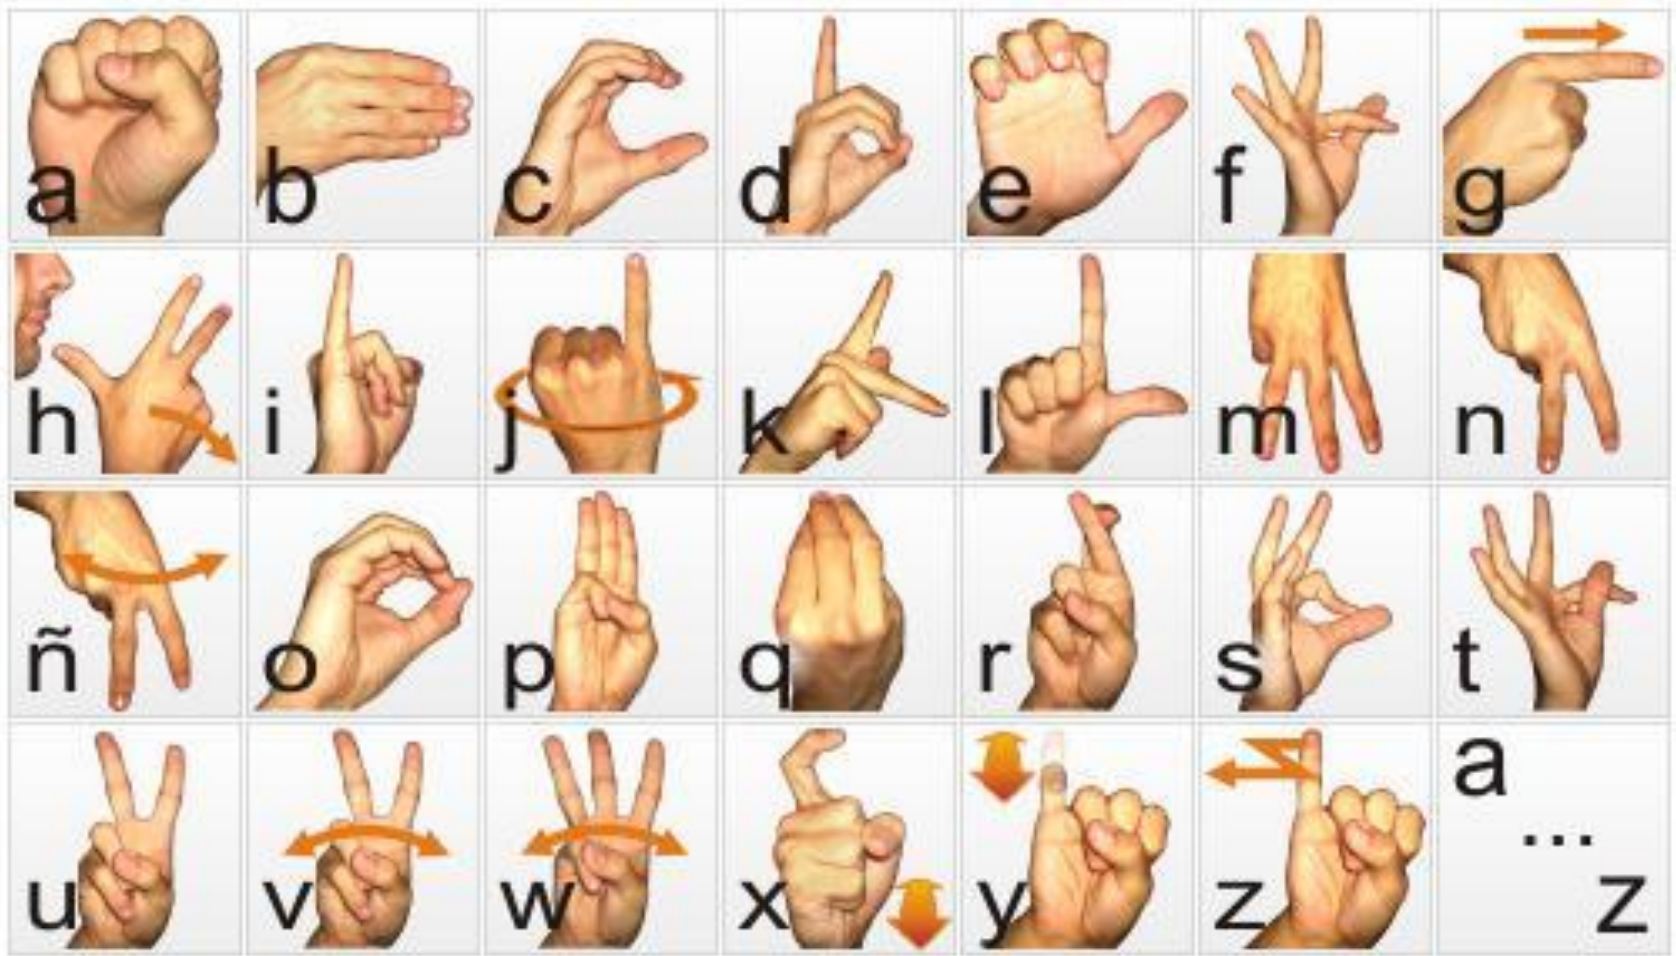 a b c d e f g
h i j k l m n
ñ o p q r s t
u v w x y z a
...
z